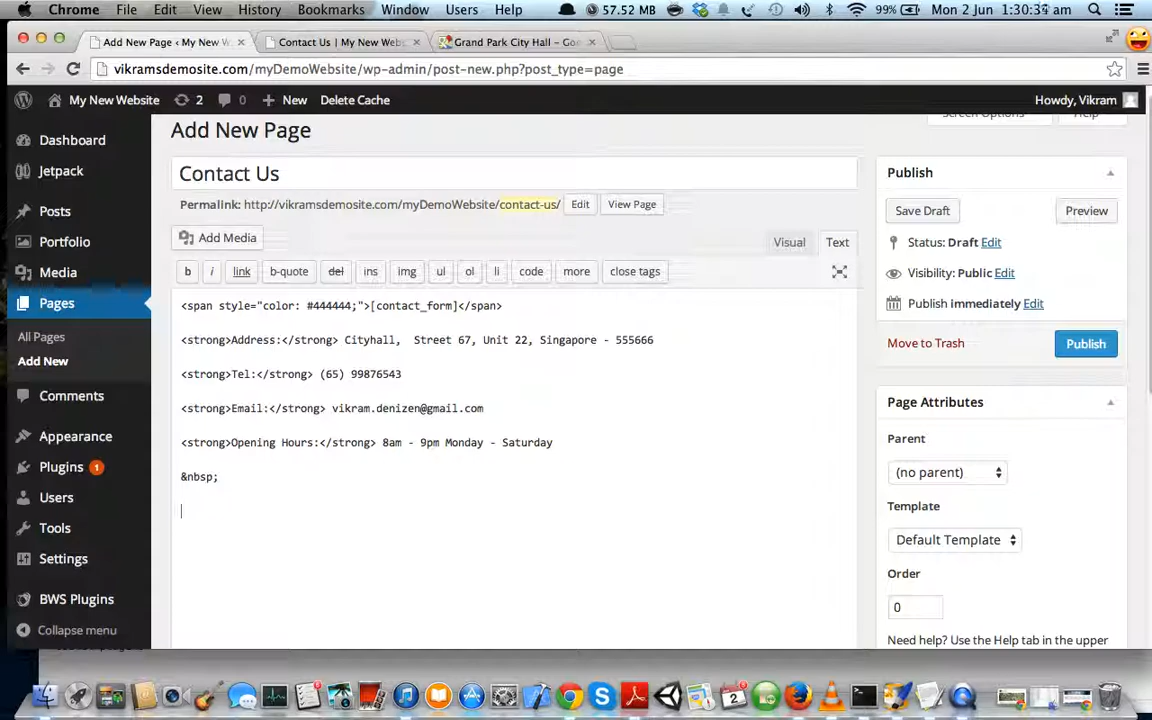 Chrome File Edit View History Bookmarks Window Users Help 57.52 MB 99% Mon 2 Jun 1:30:34 am
Add New Page ‹ My New W Contact Us | My New Web Grand Park City Hall - Goo
vikramsdemosite.com/myDemoWebsite/wp-admin/post-new.php?post_type=page
My New Website 2 0 New Delete Cache Howdy, Vikram
Dashboard
Jetpack
Posts
Portfolio
Media
Pages
All Pages
Add New
Comments
Appearance
Plugins 1
Users
Tools
Settings
BWS Plugins
Collapse menu
Screen Options Help
Add New Page
Contact Us
Permalink: http://vikramsdemosite.com/myDemoWebsite/contact-us/ Edit View Page
Add Media Visual Text
b i link b-quote del ins img ul ol li code more close tags
<span style="color: #444444;">[contact_form]</span>
<strong>Address:</strong> Cityhall, Street 67, Unit 22, Singapore - 555666
<strong>Tel:</strong> (65) 99876543
<strong>Email:</strong> vikram.denizen@gmail.com
<strong>Opening Hours:</strong> 8am - 9pm Monday - Saturday
&nbsp;
Publish
Save Draft Preview
Status: Draft Edit
Visibility: Public Edit
Publish immediately Edit
Move to Trash Publish
Page Attributes
Parent
(no parent)
Template
Default Template
Order
0
Need help? Use the Help tab in the upper